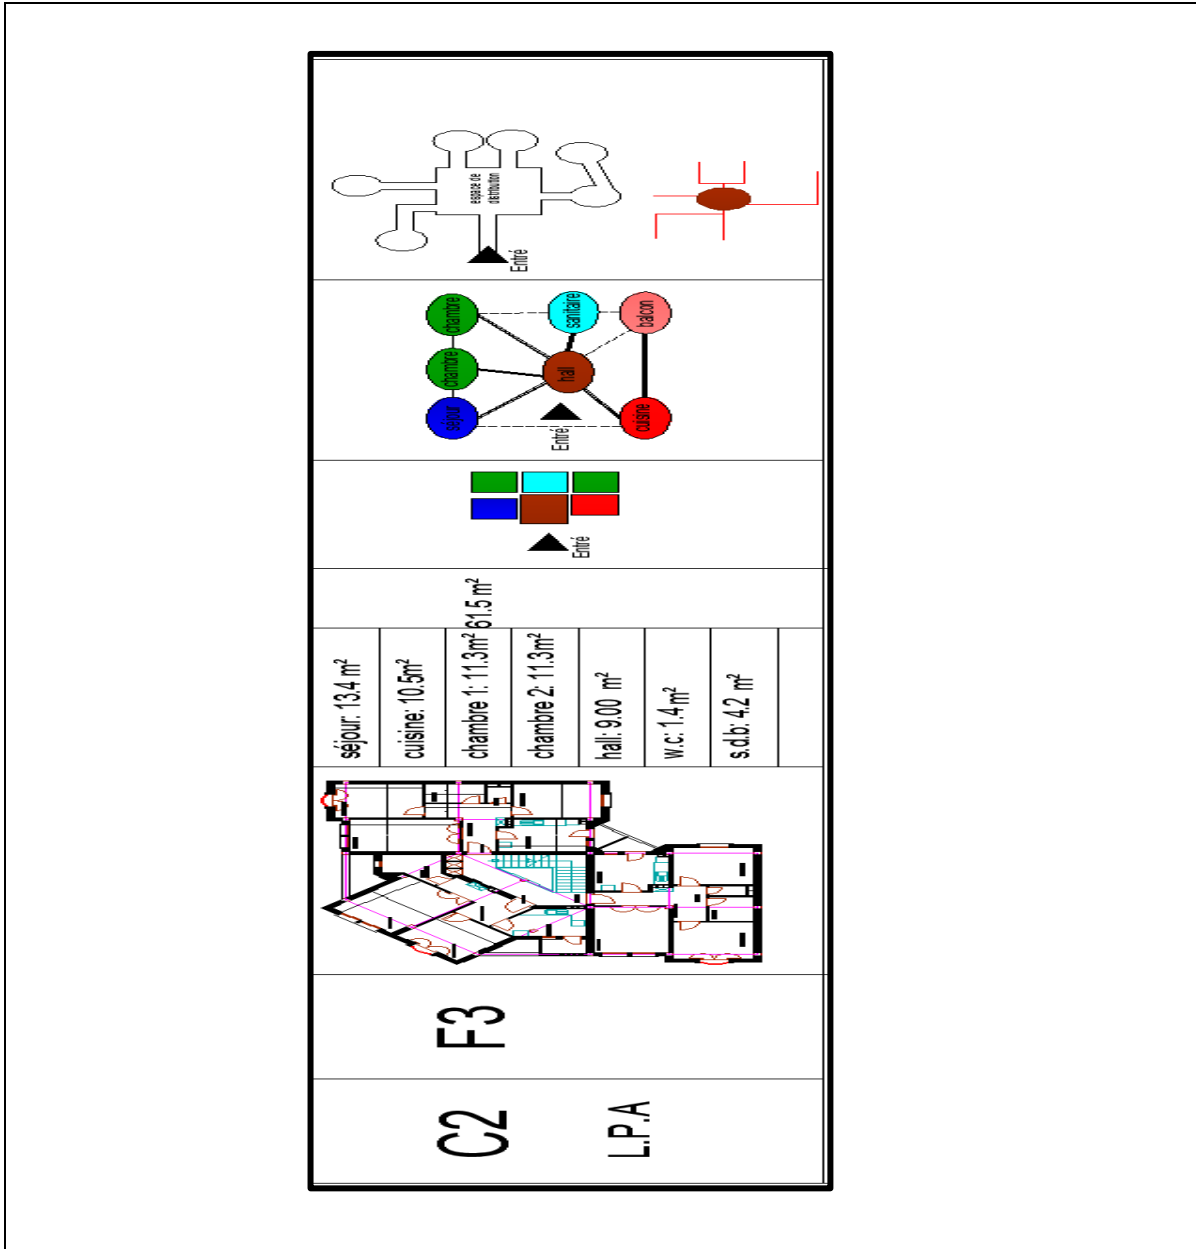 C2
L.P.A
F3
séjour: 13.4 m²
cuisine: 10.5m²
chambre 1: 11.3m²
chambre 2: 11.3m²
hall: 9.00 m²
w.c: 1.4 m²
s.d.b: 4.2 m²
61.5 m²
Entré
séjour
chambre
chambre
Entré
hall
sanitaire
cuisine
balcon
espace de
distribution
Entré